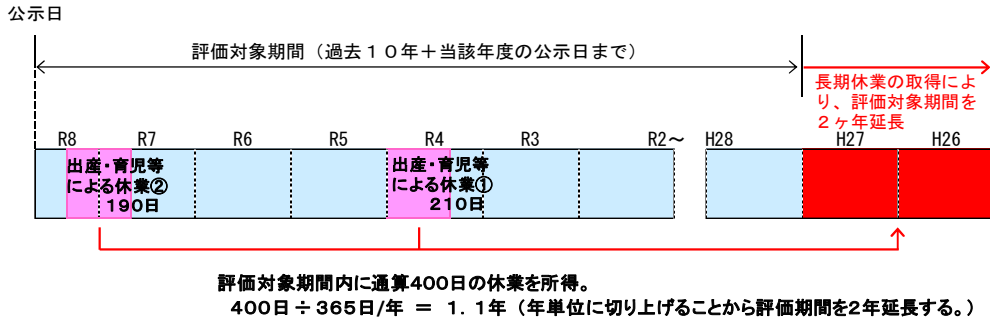 公示日
評価対象期間（過去１０年＋当該年度の公示日まで）
長期休業の取得によ
り、評価対象期間を
２ヶ年延長
R8 R7 R6 R5 R4 R3 R2～ H28 H27 H26
出産・育児等
による休業②
190日
出産・育児等
による休業①
210日
評価対象期間内に通算400日の休業を所得。
400日÷365日/年 ＝ １．１年（年単位に切り上げることから評価期間を2年延長する。）